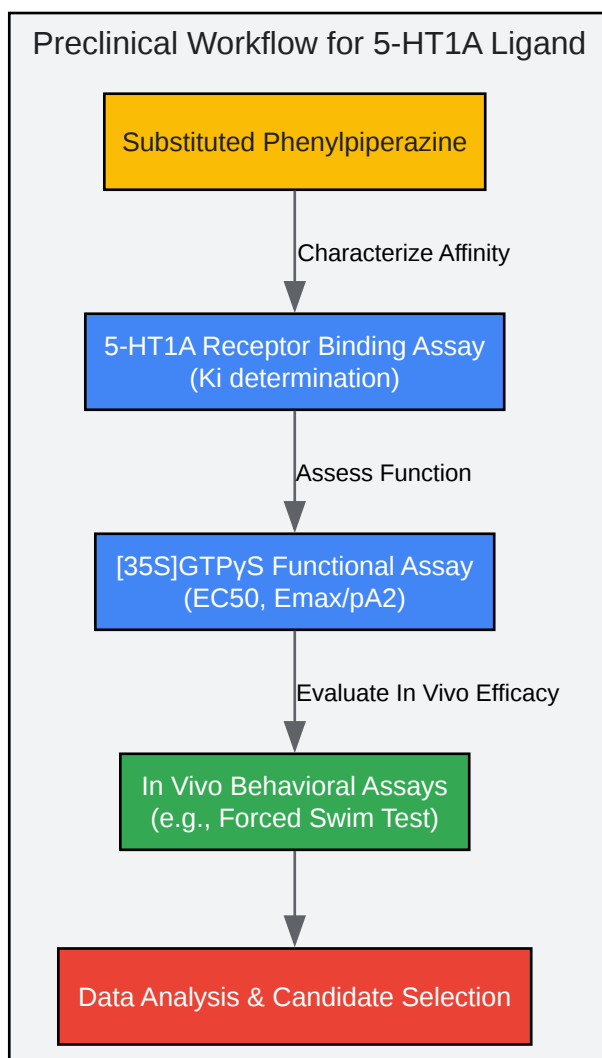 Preclinical Workflow for 5-HT1A Ligand
Substituted Phenylpiperazine
Characterize Affinity
5-HT1A Receptor Binding Assay
(Ki determination)
Assess Function
[35S]GTPγS Functional Assay
(EC50, Emax/pA2)
Evaluate In Vivo Efficacy
In Vivo Behavioral Assays
(e.g., Forced Swim Test)
Data Analysis & Candidate Selection